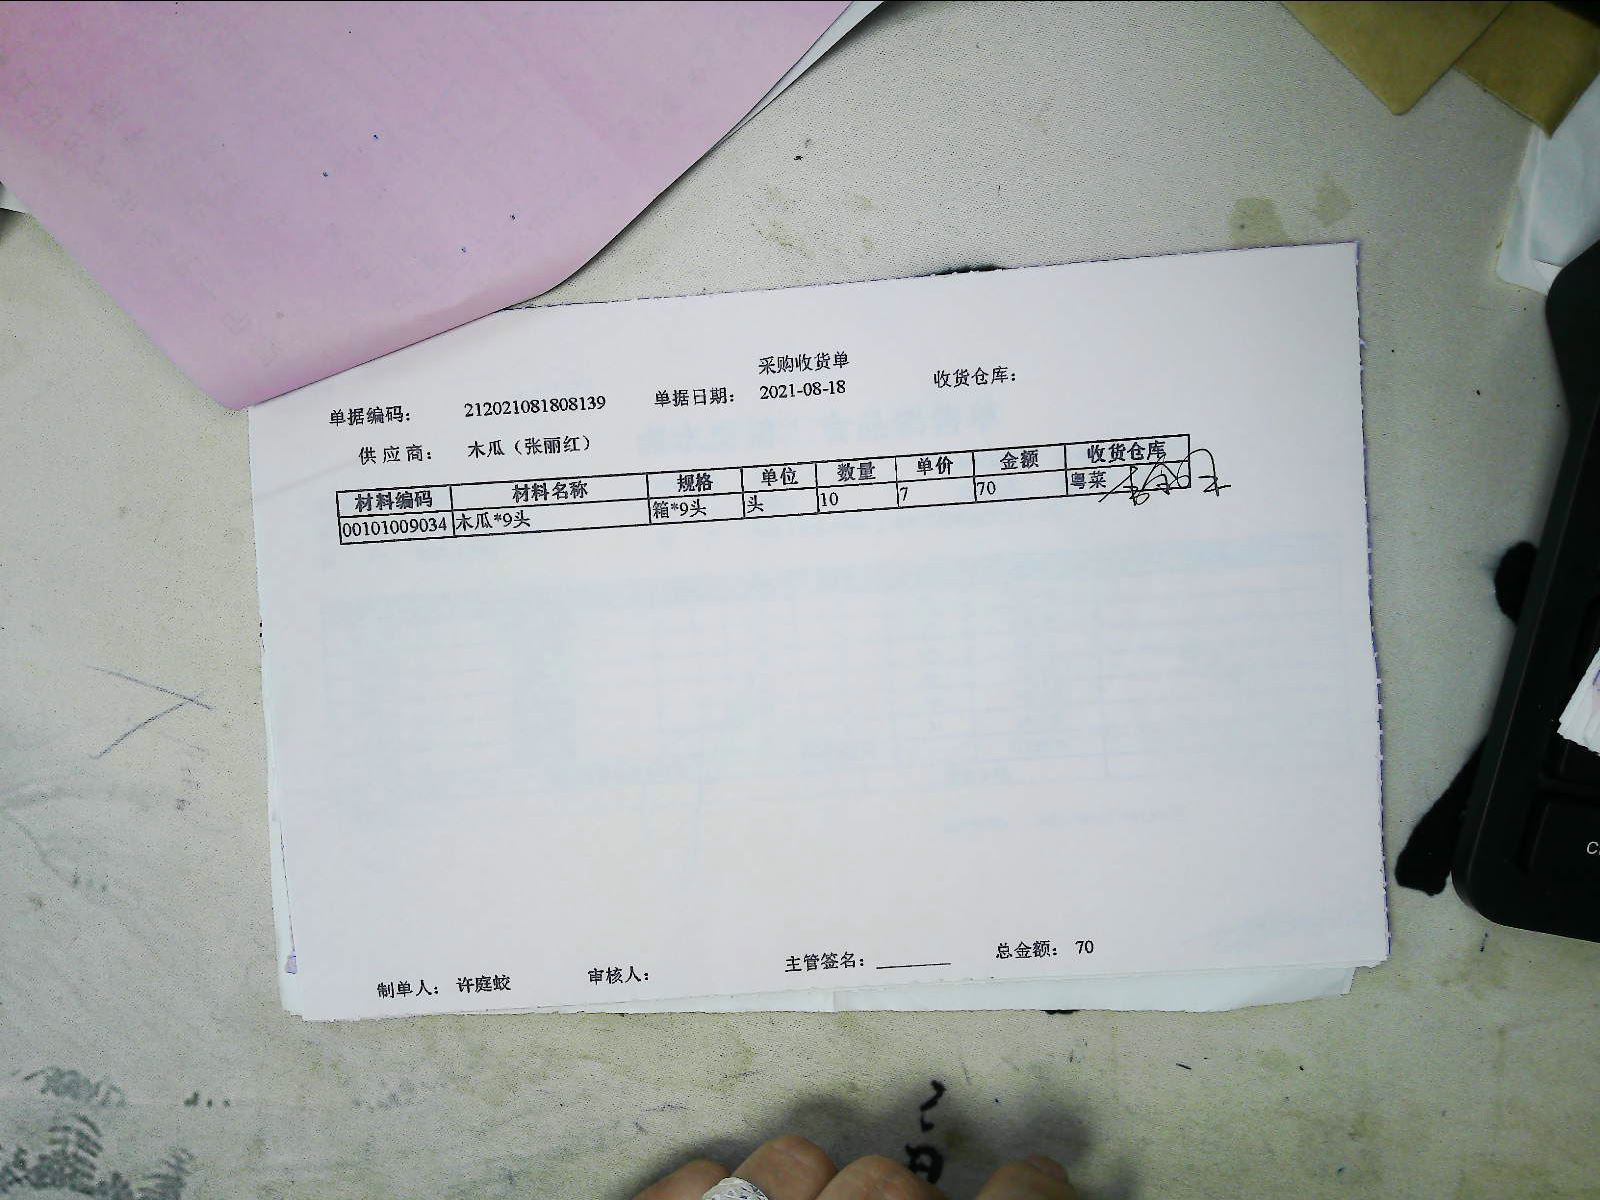 采购收货单
单据编码： 212021081808139 单据日期： 2021-08-18 收货仓库：
供应商： 木瓜（张丽红）
材料编码 材料名称 规格 单位 数量 单价 金额 收货仓库
00101009034 木瓜*9头 箱*9头 头 10 7 70 粤菜
制单人： 许庭蛟 审核人： 主管签名：________ 总金额： 70